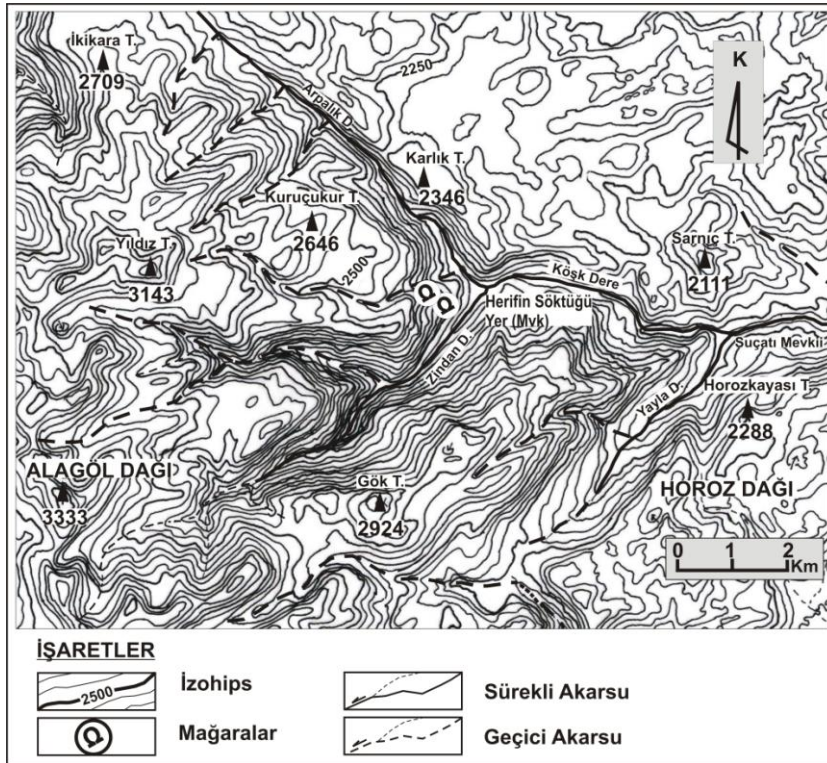 İkikara T.
2709
2250
K
Arpalık D.
Karlık T.
2346
Kuruçukur T.
2646
Yıldız T.
3143
2500
Sarnıç T.
2111
Köşk Dere
Herifin Söktüğü
Yer (Mvk)
Suçatı Mevkii
Zindan D.
Yayla D.
Horozkayası T.
2288
ALAGÖL DAĞI
3333
Gök T.
2924
HOROZ DAĞI
0 1 2
Km
İŞARETLER
2500
İzohips
Sürekli Akarsu
Mağaralar
Geçici Akarsu